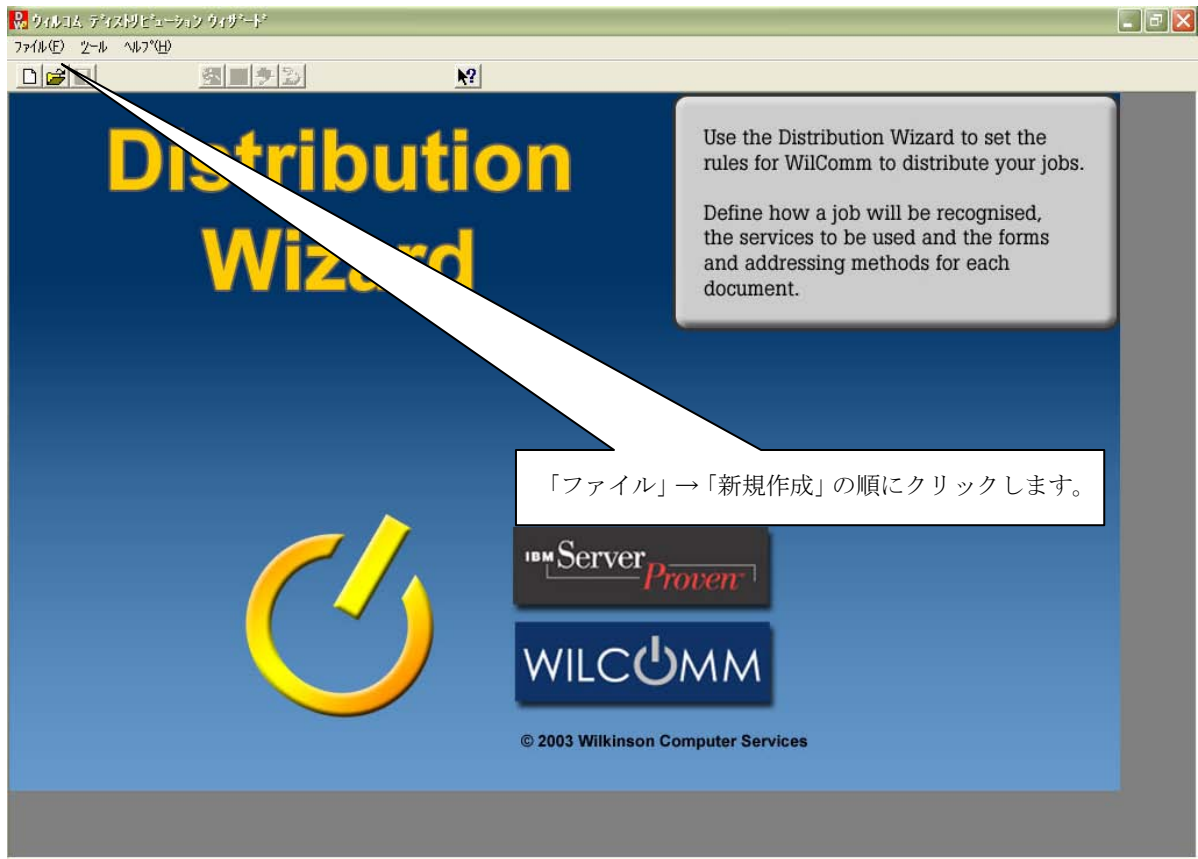 ウィルコム ディストリビューション ウィザード
ファイル(F) ツール ヘルプ(H)
Distribution
Wizard
Use the Distribution Wizard to set the
rules for WilComm to distribute your jobs.
Define how a job will be recognised,
the services to be used and the forms
and addressing methods for each
document.
「ファイル」→「新規作成」の順にクリックします。
IBM Server
Proven™
WILCOMM
© 2003 Wilkinson Computer Services